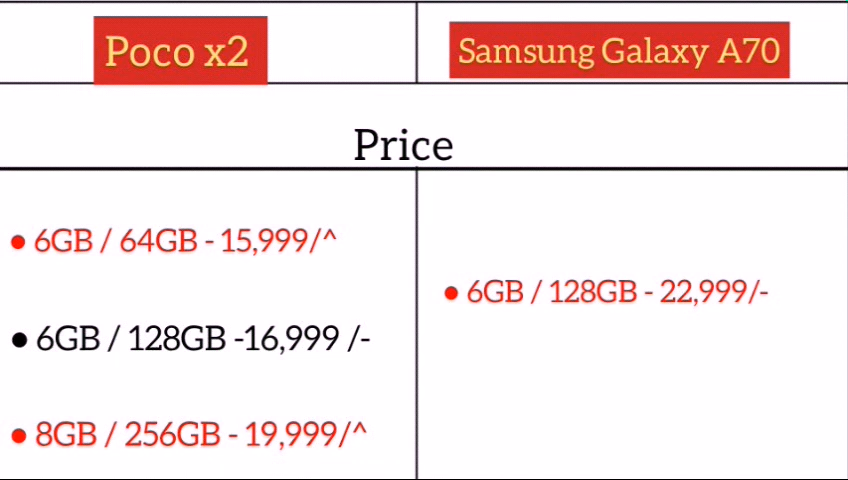 Poco x2
Samsung Galaxy A70
Price
● 6GB / 64GB - 15,999/^
● 6GB / 128GB -16,999 /-
● 8GB / 256GB - 19,999/^
● 6GB / 128GB - 22,999/-